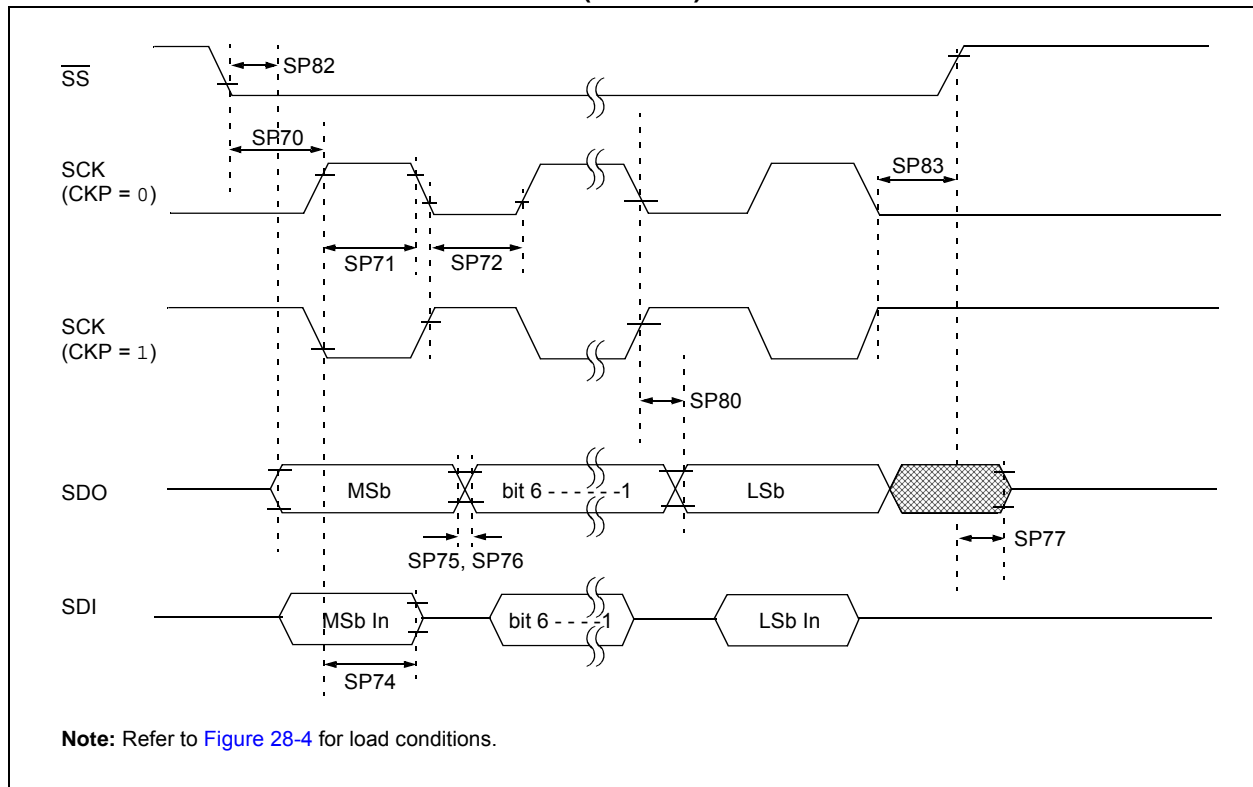 SS
SP82
SP70
SCK
(CKP = 0)
SP83
SP71
SP72
SCK
(CKP = 1)
SP80
SDO
MSb
bit 6 - - - - - -1
LSb
SP77
SP75, SP76
SDI
MSb In
bit 6 - - - -1
LSb In
SP74
Note: Refer to Figure 28-4 for load conditions.